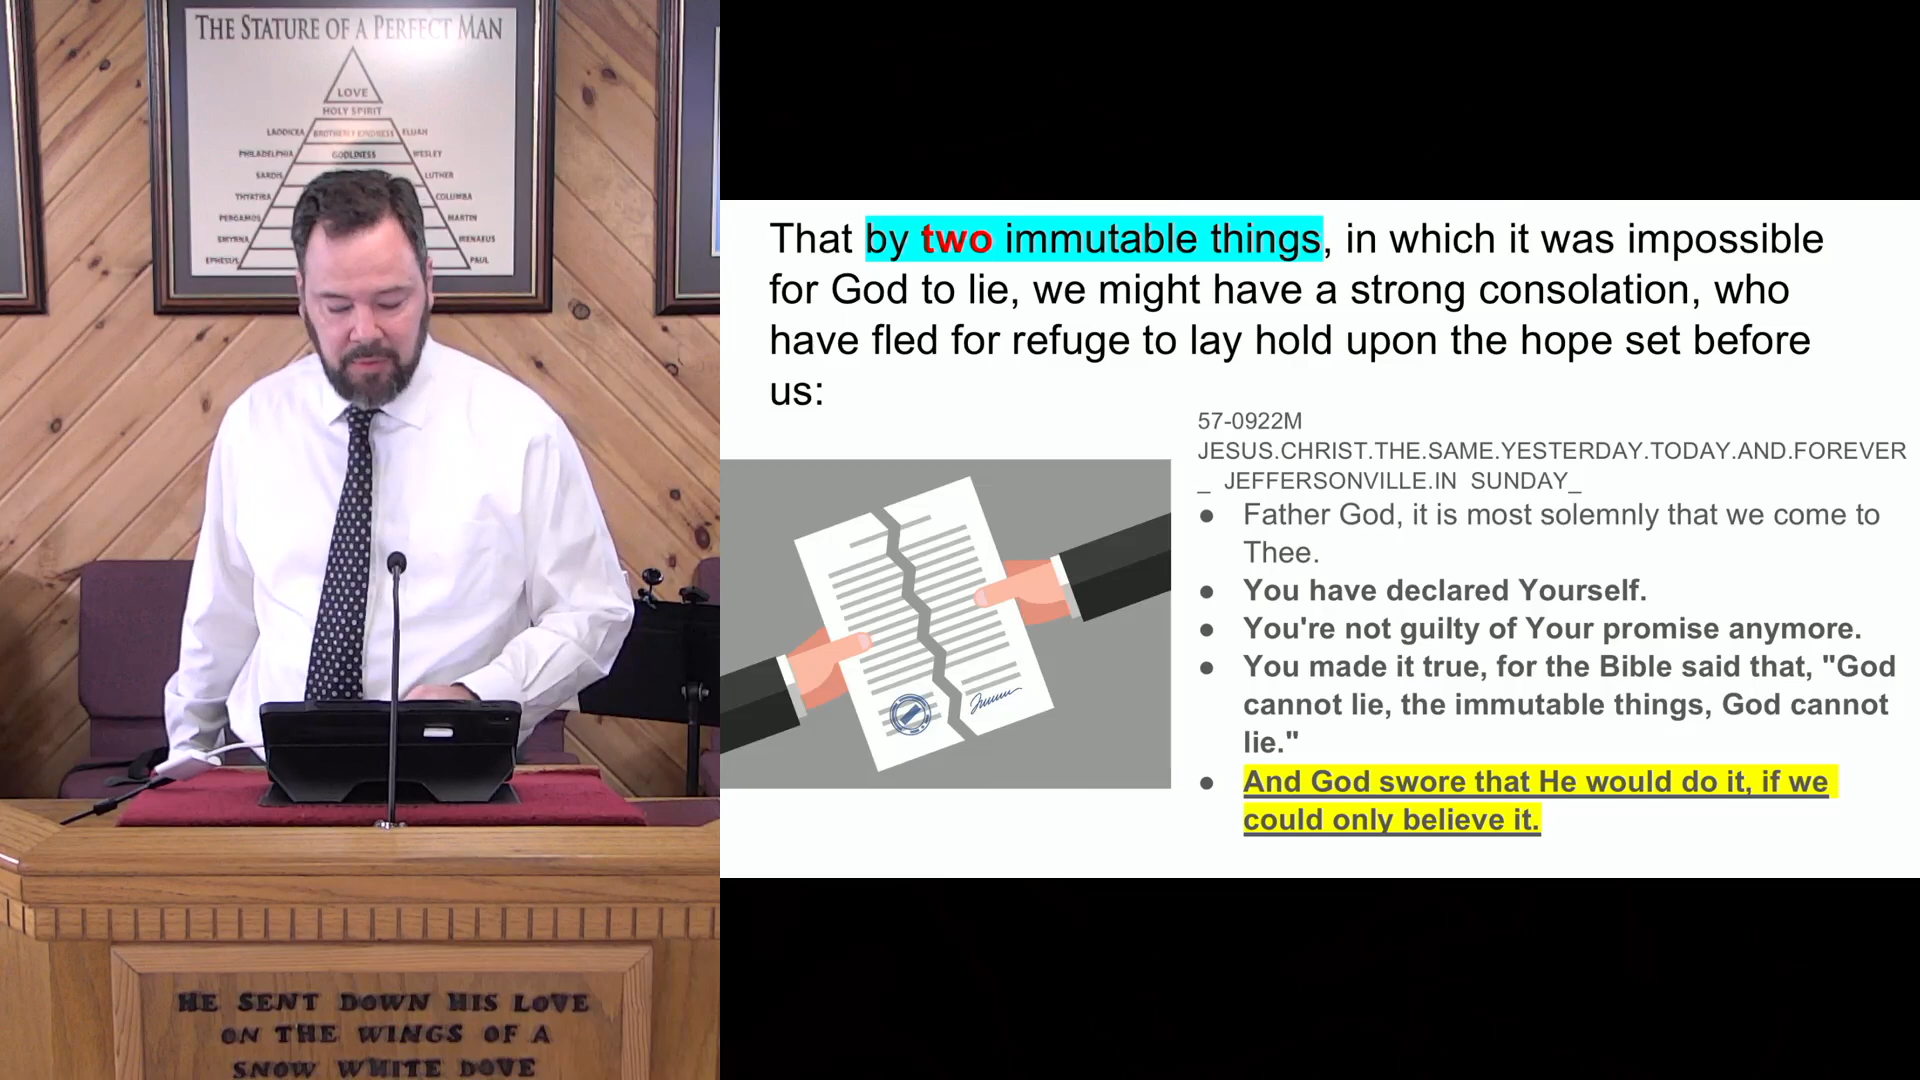 THE STATURE OF A PERFECT MAN
LOVE
HOLY SPIRIT
LAODICEA BROTHERLY KINDNESS ELIJAH
PHILADELPHIA GODLINESS WESLEY
SARDIS LUTHER
THYATIRA COLUMBA
PERGAMOS MARTIN
SMYRNA IRENAEUS
EPHESUS PAUL
HE SENT DOWN HIS LOVE
ON THE WINGS OF A
SNOW WHITE DOVE
That by two immutable things, in which it was impossible
for God to lie, we might have a strong consolation, who
have fled for refuge to lay hold upon the hope set before
us:
57-0922M
JESUS.CHRIST.THE.SAME.YESTERDAY.TODAY.AND.FOREVER
_ JEFFERSONVILLE.IN SUNDAY_
● Father God, it is most solemnly that we come to
Thee.
● You have declared Yourself.
● You're not guilty of Your promise anymore.
● You made it true, for the Bible said that, "God
cannot lie, the immutable things, God cannot
lie."
● And God swore that He would do it, if we
could only believe it.